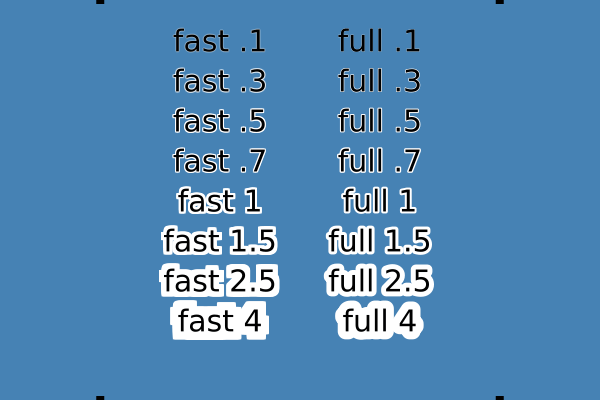 fast .1 full .1
fast .3 full .3
fast .5 full .5
fast .7 full .7
fast 1 full 1
fast 1.5 full 1.5
fast 2.5 full 2.5
fast 4 full 4